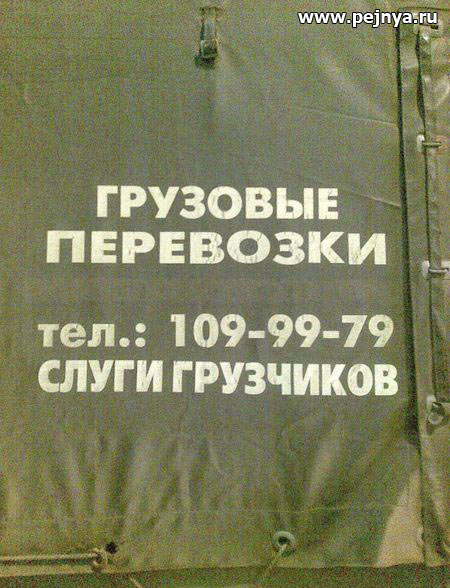 www.pejnya.ru
ГРУЗОВЫЕ
ПЕРЕВОЗКИ
тел.: 109-99-79
СЛУГИ ГРУЗЧИКОВ